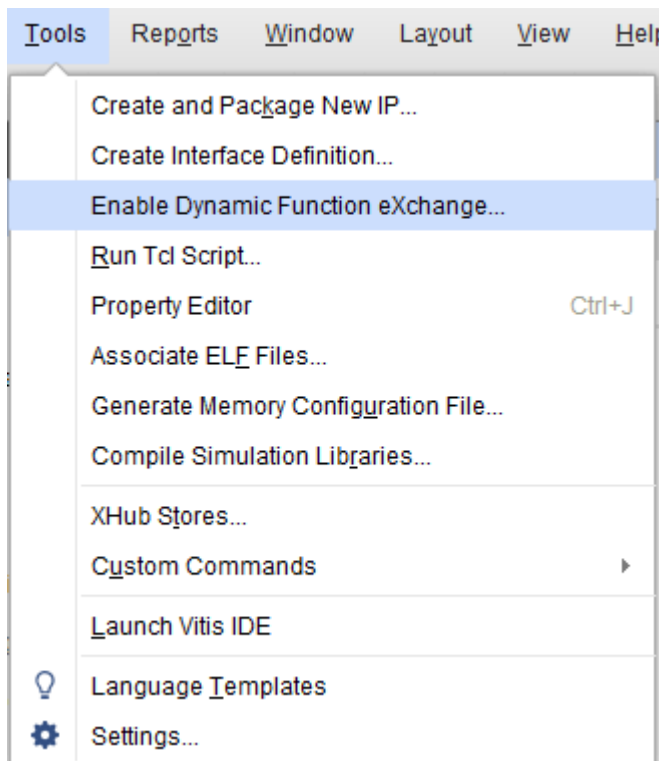 Tools Reports Window Layout View Hel
Create and Package New IP...
Create Interface Definition...
Enable Dynamic Function eXchange...
Run Tcl Script...
Property Editor Ctrl+J
Associate ELF Files...
Generate Memory Configuration File...
Compile Simulation Libraries...
XHub Stores...
Custom Commands
Launch Vitis IDE
Language Templates
Settings...